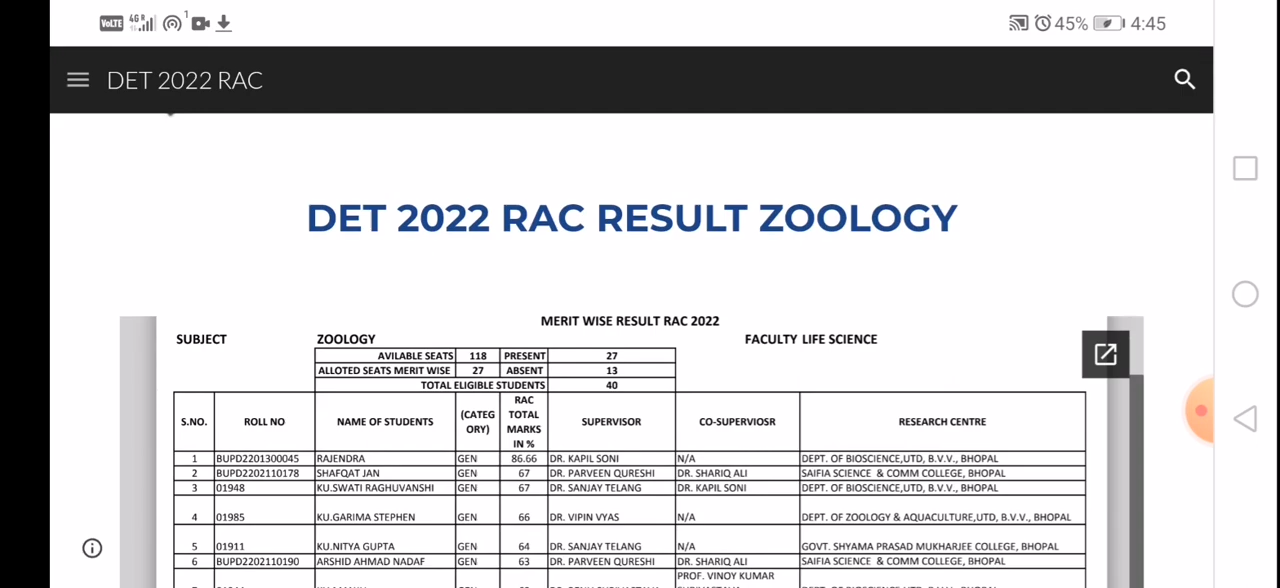 VoLTE 4G R 1 45% 4:45
DET 2022 RAC
DET 2022 RAC RESULT ZOOLOGY
MERIT WISE RESULT RAC 2022
SUBJECT ZOOLOGY FACULTY LIFE SCIENCE
AVILABLE SEATS 118 PRESENT 27
ALLOTED SEATS MERIT WISE 27 ABSENT 13
TOTAL ELIGIBLE STUDENTS 40
S.NO. ROLL NO NAME OF STUDENTS (CATEG ORY) RAC TOTAL MARKS IN % SUPERVISOR CO-SUPERVIOSR RESEARCH CENTRE
1 BUPD2201300045 RAJENDRA GEN 86.66 DR. KAPIL SONI N/A DEPT. OF BIOSCIENCE,UTD, B.V.V., BHOPAL
2 BUPD2202110178 SHAFQAT JAN GEN 67 DR. PARVEEN QURESHI DR. SHARIQ ALI SAIFIA SCIENCE & COMM COLLEGE, BHOPAL
3 01948 KU.SWATI RAGHUVANSHI GEN 67 DR. SANJAY TELANG DR. KAPIL SONI DEPT. OF BIOSCIENCE,UTD, B.V.V., BHOPAL
4 01985 KU.GARIMA STEPHEN GEN 66 DR. VIPIN VYAS N/A DEPT. OF ZOOLOGY & AQUACULTURE,UTD, B.V.V., BHOPAL
5 01911 KU.NITYA GUPTA GEN 64 DR. SANJAY TELANG N/A GOVT. SHYAMA PRASAD MUKHARJEE COLLEGE, BHOPAL
6 BUPD2202110190 ARSHID AHMAD NADAF GEN 63 DR. PARVEEN QURESHI DR. SHARIQ ALI SAIFIA SCIENCE & COMM COLLEGE, BHOPAL
PROF. VINOY KUMAR